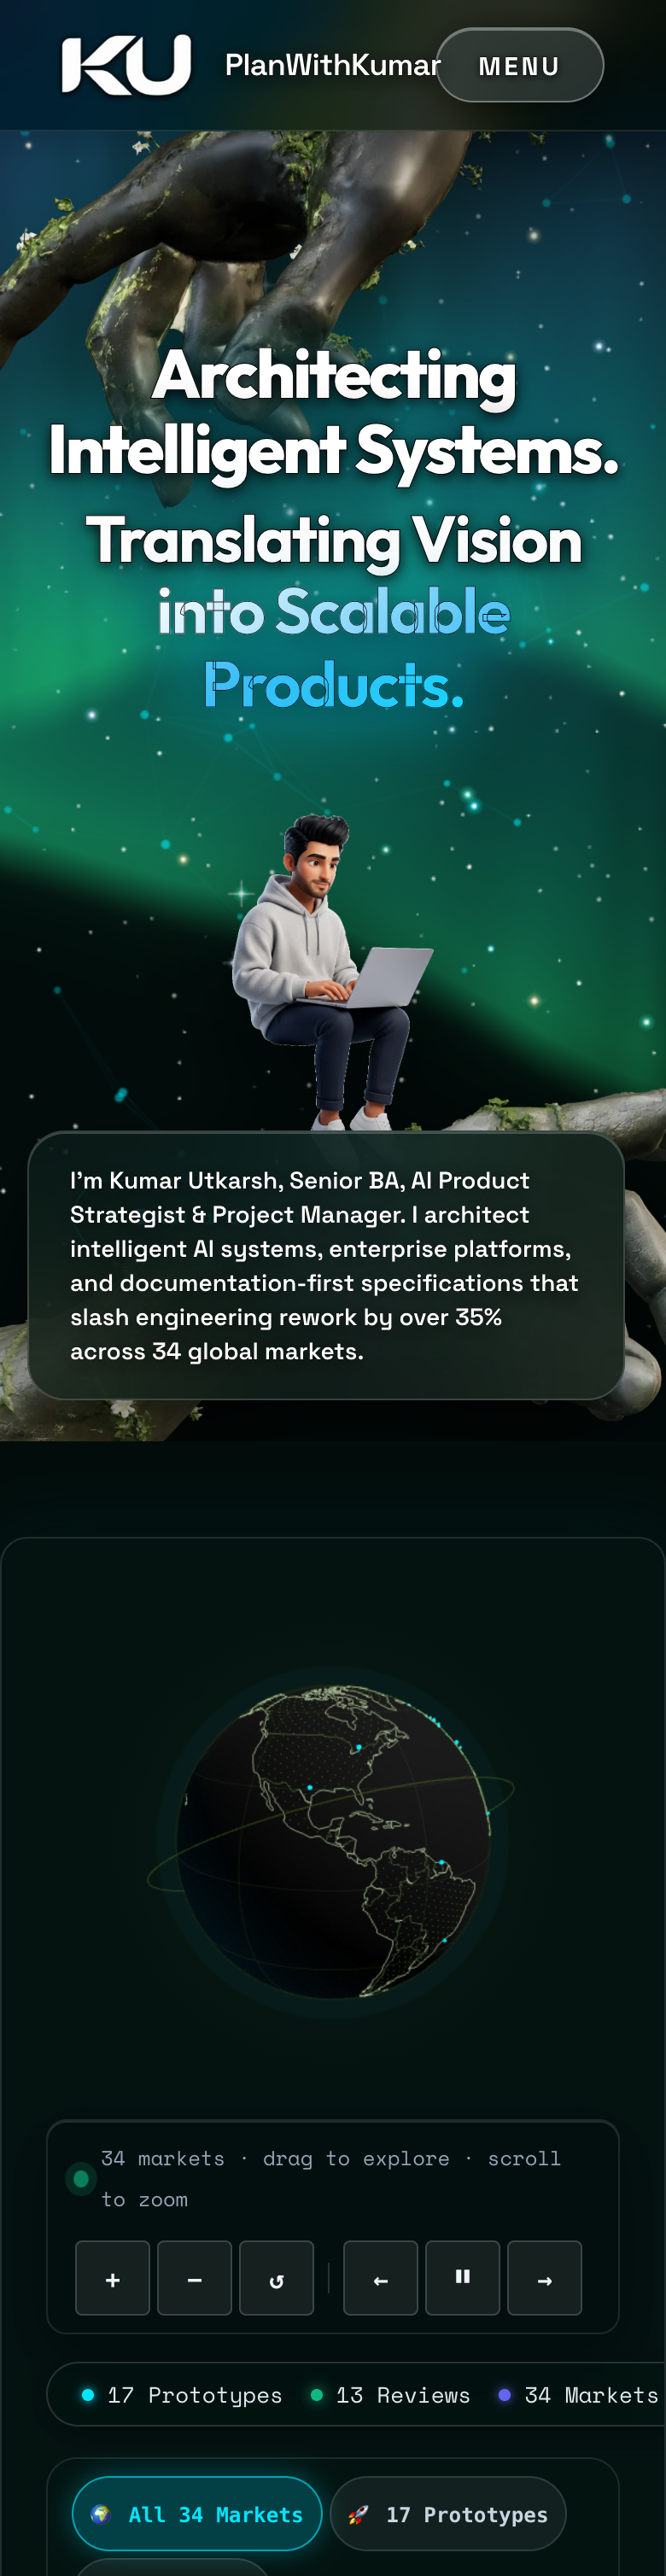 KU PlanWithKumar MENU
Architecting
Intelligent Systems.
Translating Vision
into Scalable
Products.
I'm Kumar Utkarsh, Senior BA, AI Product
Strategist & Project Manager. I architect
intelligent AI systems, enterprise platforms,
and documentation-first specifications that
slash engineering rework by over 35%
across 34 global markets.
34 markets · drag to explore · scroll
to zoom
+ − ↺ ← ⏸ →
17 Prototypes 13 Reviews 34 Markets
🌍 All 34 Markets 🚀 17 Prototypes